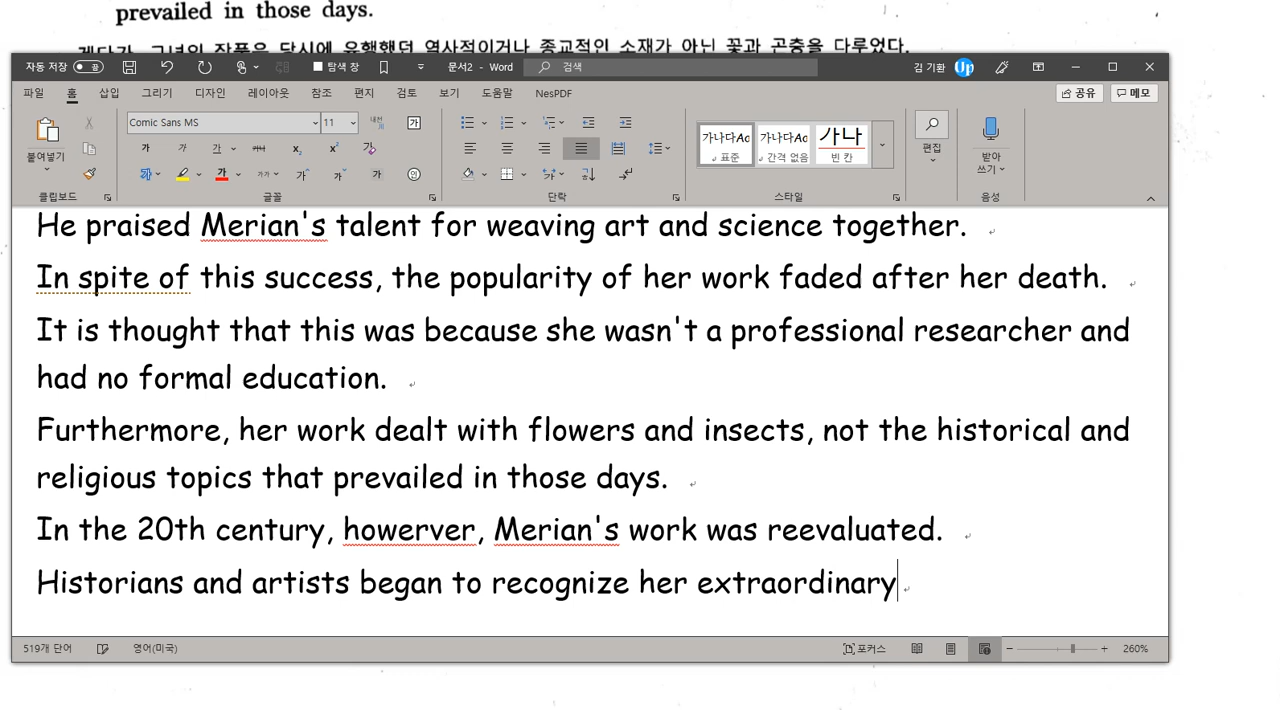 prevailed in those days.
게다가, 그녀의 작품은 당시에 유행했던 역사적이거나 종교적인 소재가 아닌 꽃과 곤충을 다루었다.
자동 저장 끔 탐색 창 문서2 - Word 검색 김 기환 Up
파일 홈 삽입 그리기 디자인 레이아웃 참조 편지 검토 보기 도움말 NesPDF 공유 메모
Comic Sans MS 11
붙여넣기
가나다Ac 가나다Ac 가나
표준 간격 없음 빈 칸
편집
받아
쓰기
클립보드 글꼴 단락 스타일 음성
He praised Merian's talent for weaving art and science together.
In spite of this success, the popularity of her work faded after her death.
It is thought that this was because she wasn't a professional researcher and
had no formal education.
Furthermore, her work dealt with flowers and insects, not the historical and
religious topics that prevailed in those days.
In the 20th century, howerver, Merian's work was reevaluated.
Historians and artists began to recognize her extraordinary
519개 단어 영어(미국) 포커스 260%